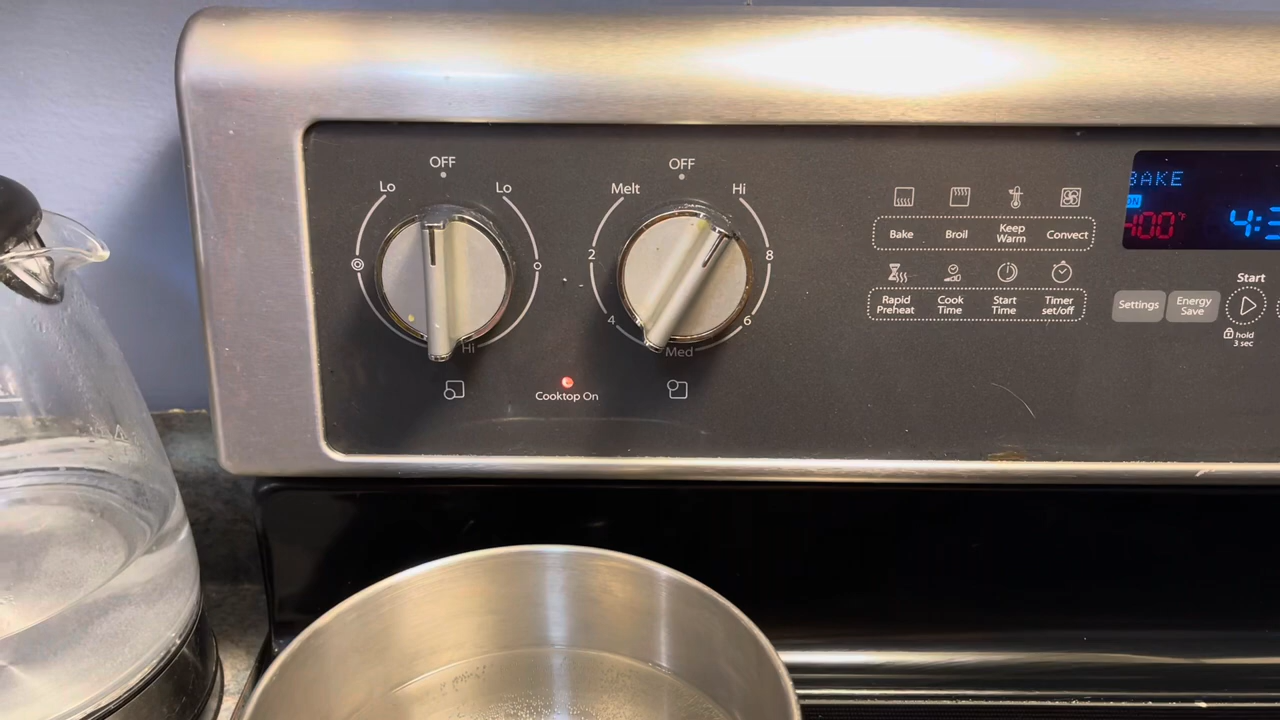 OFF
Lo
Lo
Hi
OFF
Melt
Hi
2
8
4
6
Med
Cooktop On
Bake
Broil
Keep
Warm
Convect
Rapid
Preheat
Cook
Time
Start
Time
Timer
set/off
BAKE
ON
400°F
4:3
Settings
Energy
Save
Start
hold
3 sec